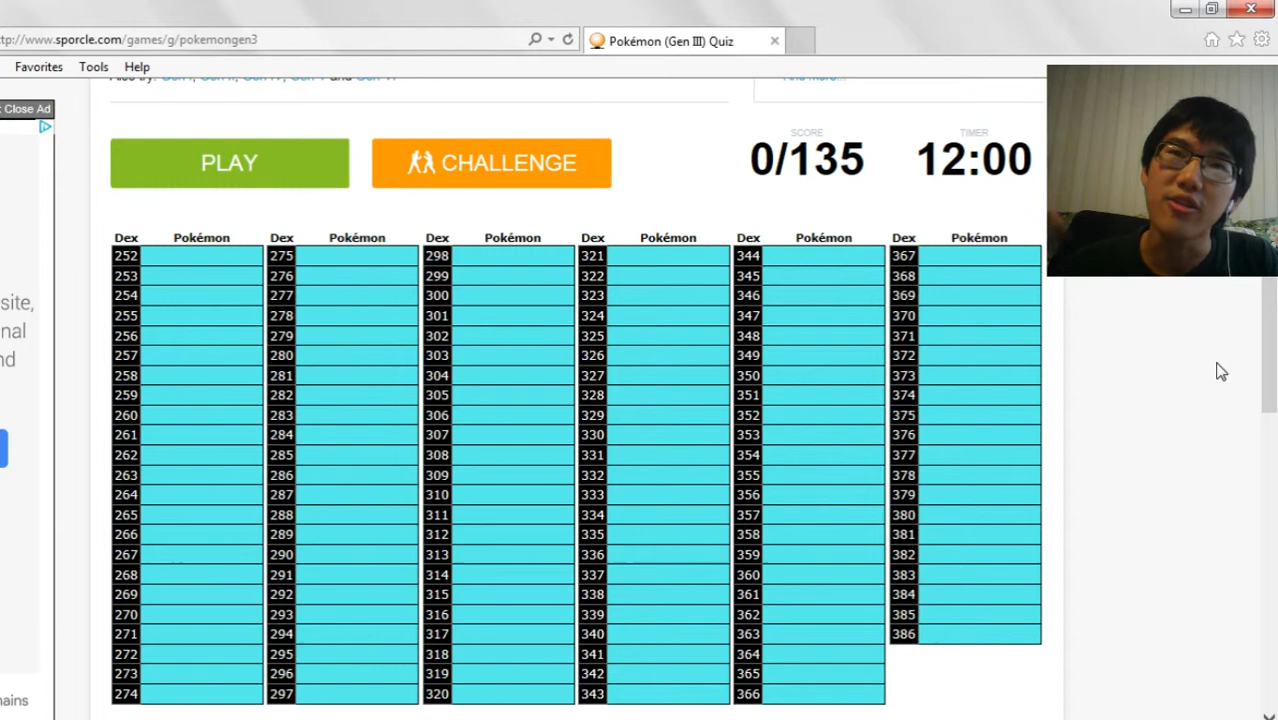 ttp://www.sporcle.com/games/g/pokemongen3
Pokémon (Gen III) Quiz
Favorites Tools Help
Close Ad
PLAY
CHALLENGE
SCORE TIMER
0/135 12:00
site,
nal
nd
mains
Dex Pokémon Dex Pokémon Dex Pokémon Dex Pokémon Dex Pokémon Dex Pokémon
252 275 298 321 344 367
253 276 299 322 345 368
254 277 300 323 346 369
255 278 301 324 347 370
256 279 302 325 348 371
257 280 303 326 349 372
258 281 304 327 350 373
259 282 305 328 351 374
260 283 306 329 352 375
261 284 307 330 353 376
262 285 308 331 354 377
263 286 309 332 355 378
264 287 310 333 356 379
265 288 311 334 357 380
266 289 312 335 358 381
267 290 313 336 359 382
268 291 314 337 360 383
269 292 315 338 361 384
270 293 316 339 362 385
271 294 317 340 363 386
272 295 318 341 364
273 296 319 342 365
274 297 320 343 366